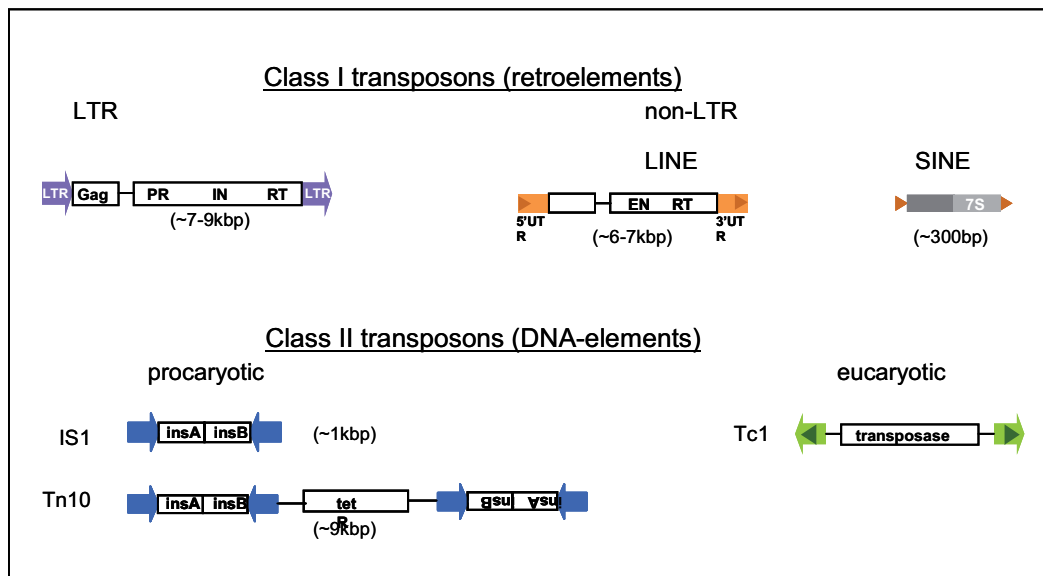 Class I transposons (retroelements)
LTR
non-LTR
LINE
SINE
LTR
Gag
PR IN RT
LTR
(~7-9kbp)
EN RT
5'UT
R
3'UT
R
(~6-7kbp)
7S
(~300bp)
Class II transposons (DNA-elements)
procaryotic
eucaryotic
IS1
insA insB
(~1kbp)
Tc1
transposase
Tn10
insA insB
tet
R
(~9kbp)
insB insA